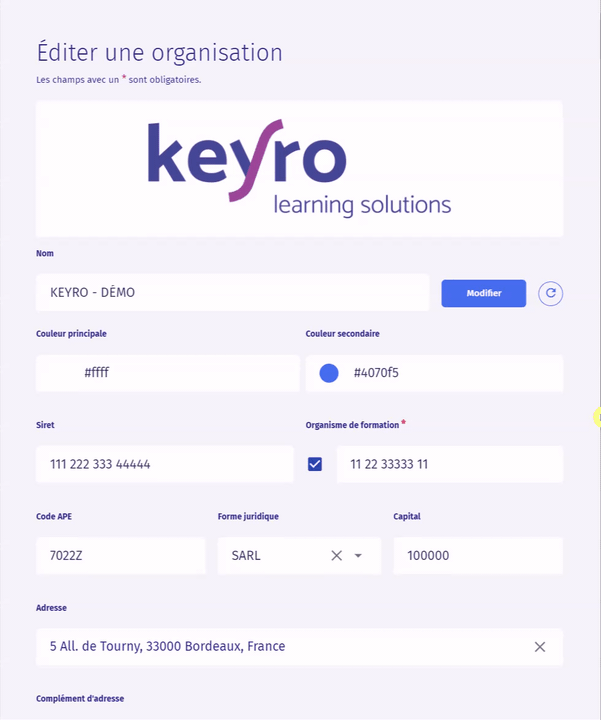 Éditer une organisation
Les champs avec un * sont obligatoires.
keyro
learning solutions
Nom
KEYRO - DÉMO
Modifier
Couleur principale
Couleur secondaire
#ffff
#4070f5
Siret
Organisme de formation *
111 222 333 44444
11 22 33333 11
Code APE
Forme juridique
Capital
7022Z
SARL
100000
Adresse
5 All. de Tourny, 33000 Bordeaux, France
Complément d'adresse